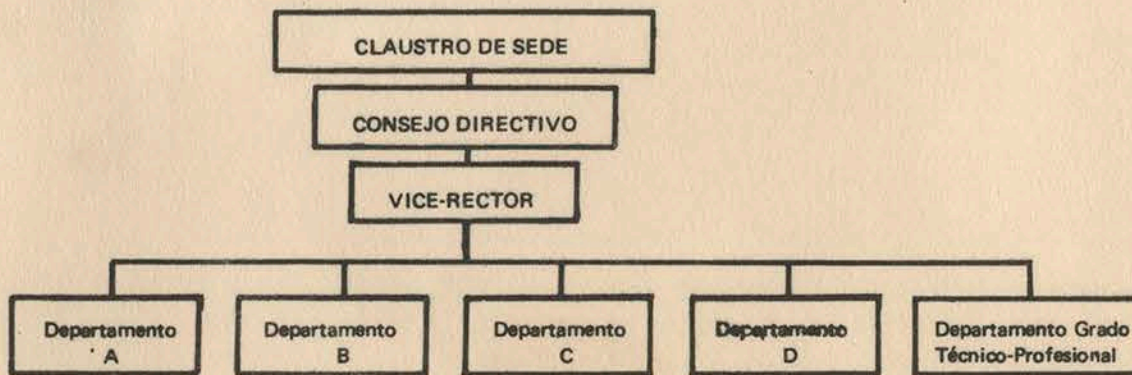 CLAUSTRO DE SEDE
CONSEJO DIRECTIVO
VICE-RECTOR
Departamento
A
Departamento
B
Departamento
C
Departamento
D
Departamento Grado
Técnico-Profesional